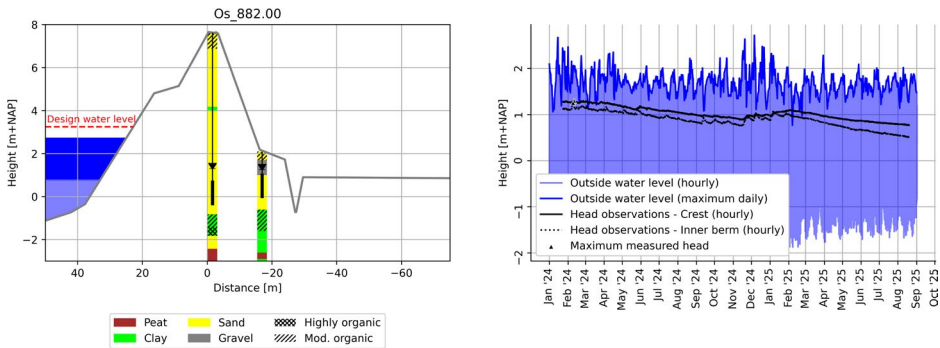 Os_882.00
Height [m+NAP]
8
6
4
2
0
−2
Design water level
40
20
0
−20
−40
−60
Distance [m]
Peat
Clay
Sand
Gravel
Highly organic
Mod. organic
Height [m+NAP]
2
1
0
−1
−2
Outside water level (hourly)
Outside water level (maximum daily)
Head observations - Crest (hourly)
Head observations - Inner berm (hourly)
Maximum measured head
Jan '24
Feb '24
Mar '24
Apr '24
May '24
Jun '24
Jul '24
Aug '24
Sep '24
Oct '24
Nov '24
Dec '24
Jan '25
Feb '25
Mar '25
Apr '25
May '25
Jun '25
Jul '25
Aug '25
Sep '25
Oct '25